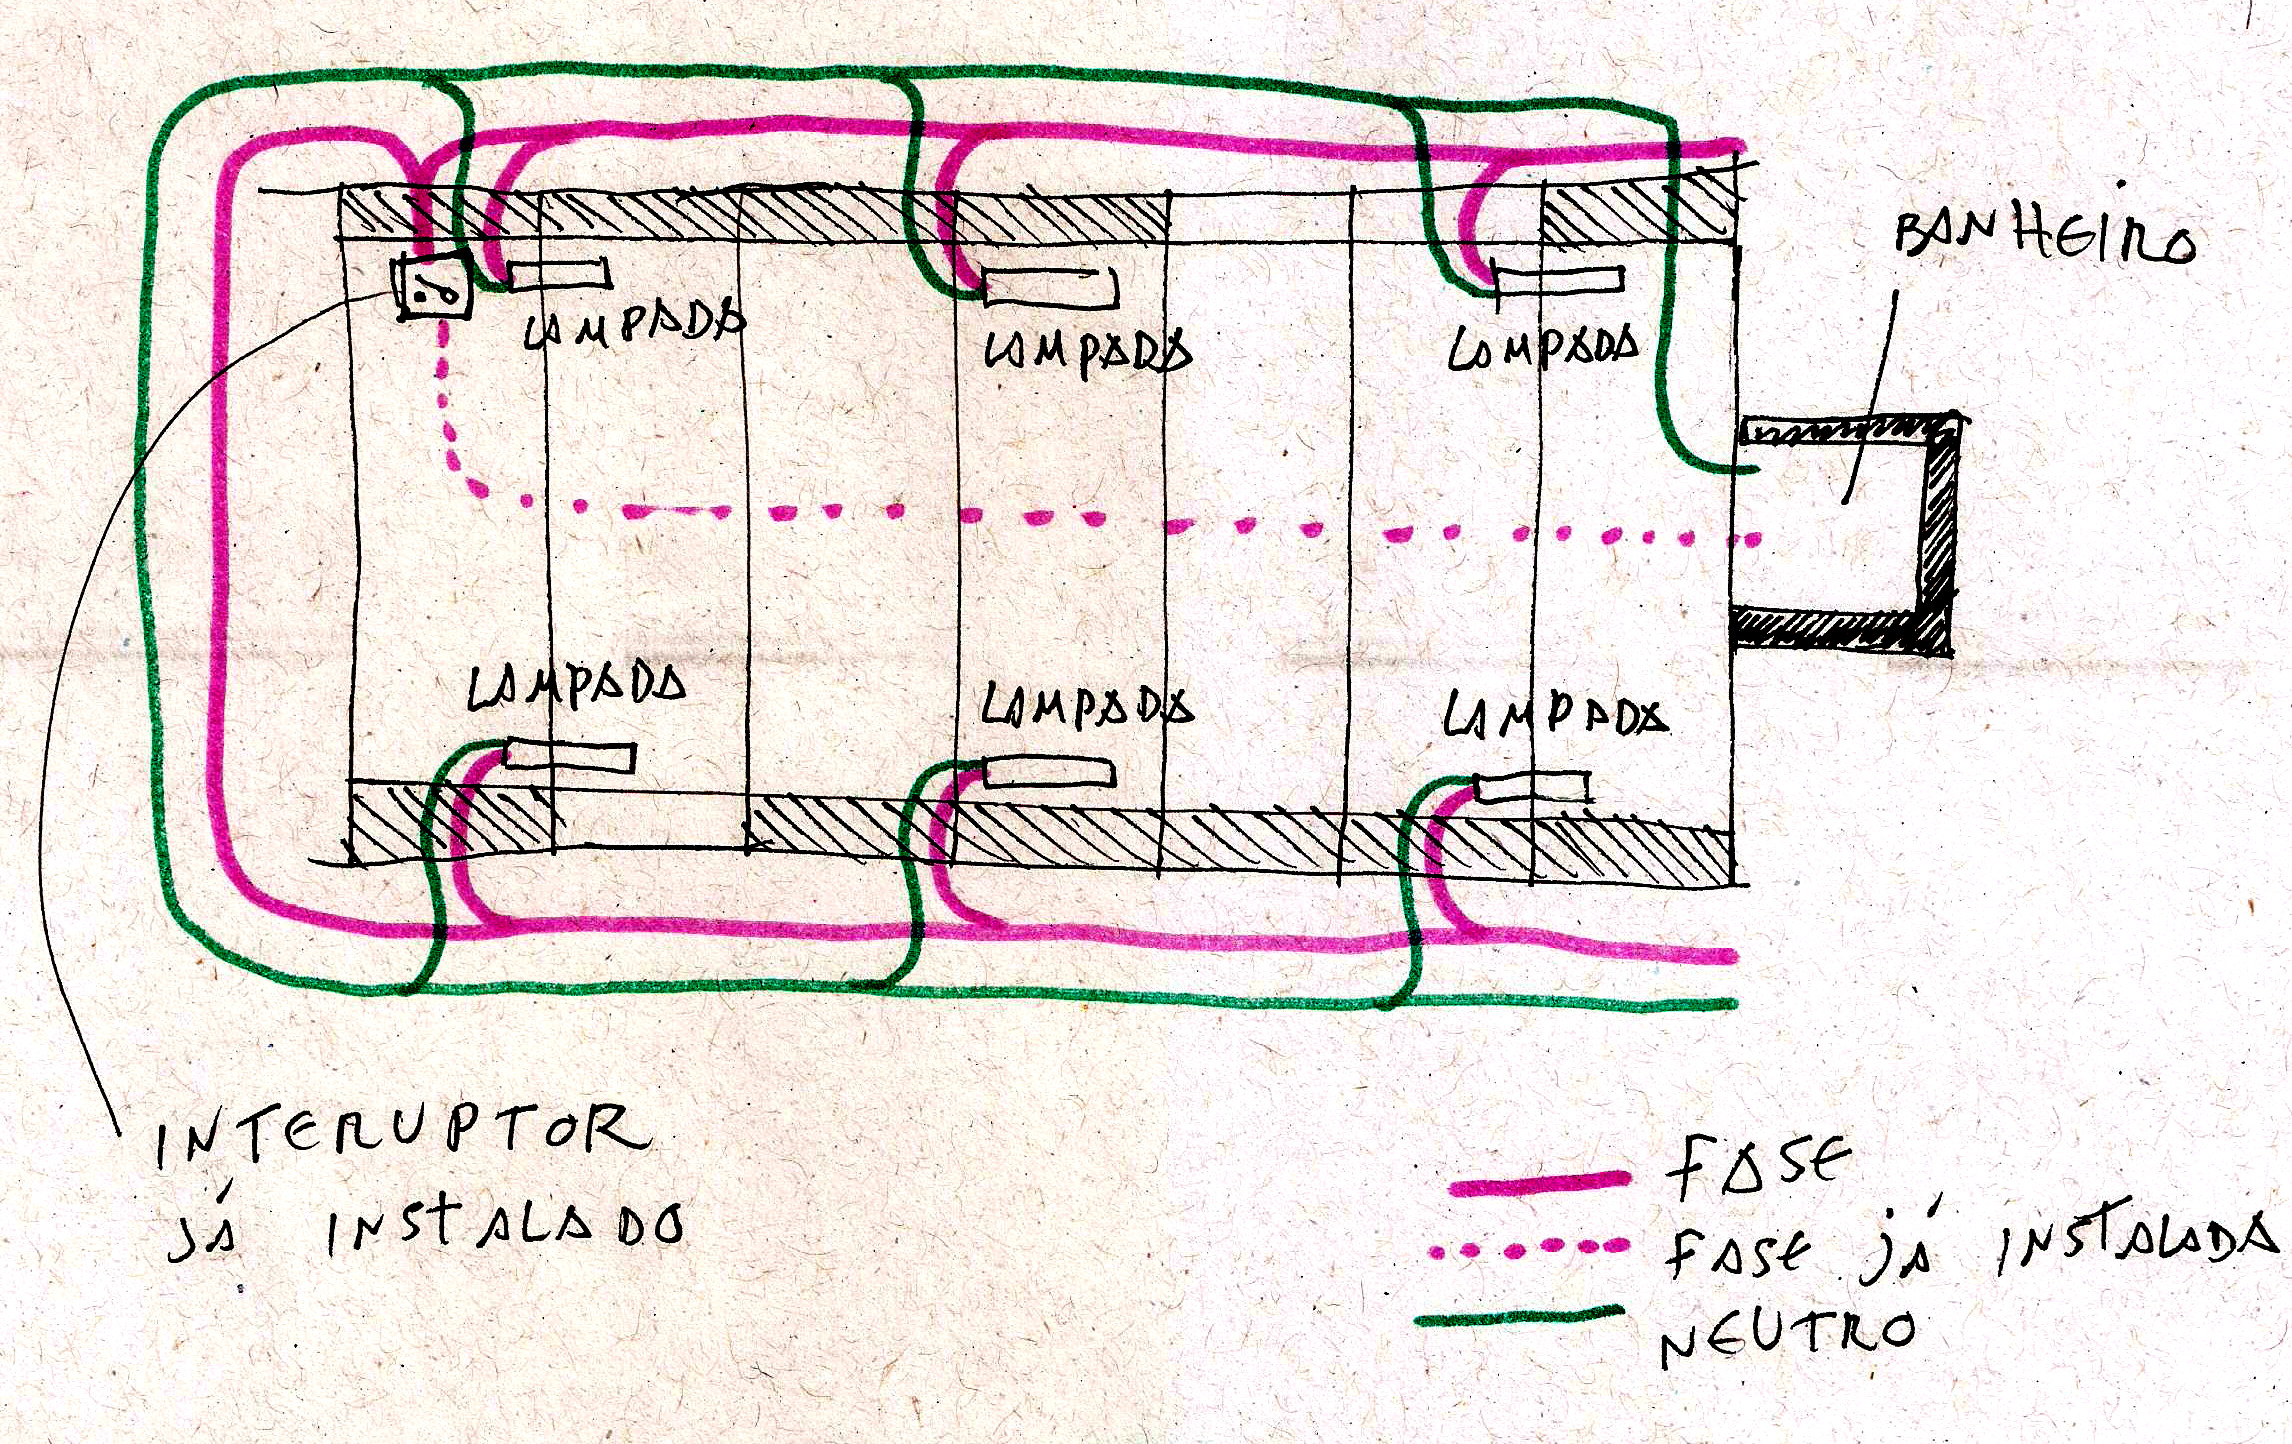 BANHEIRO
LAMPADA
LAMPADA
LAMPADA
LAMPADA
LAMPADA
LAMPADA
INTERUPTOR
JÁ INSTALADO
FASE
FASE JÁ INSTALADA
NEUTRO